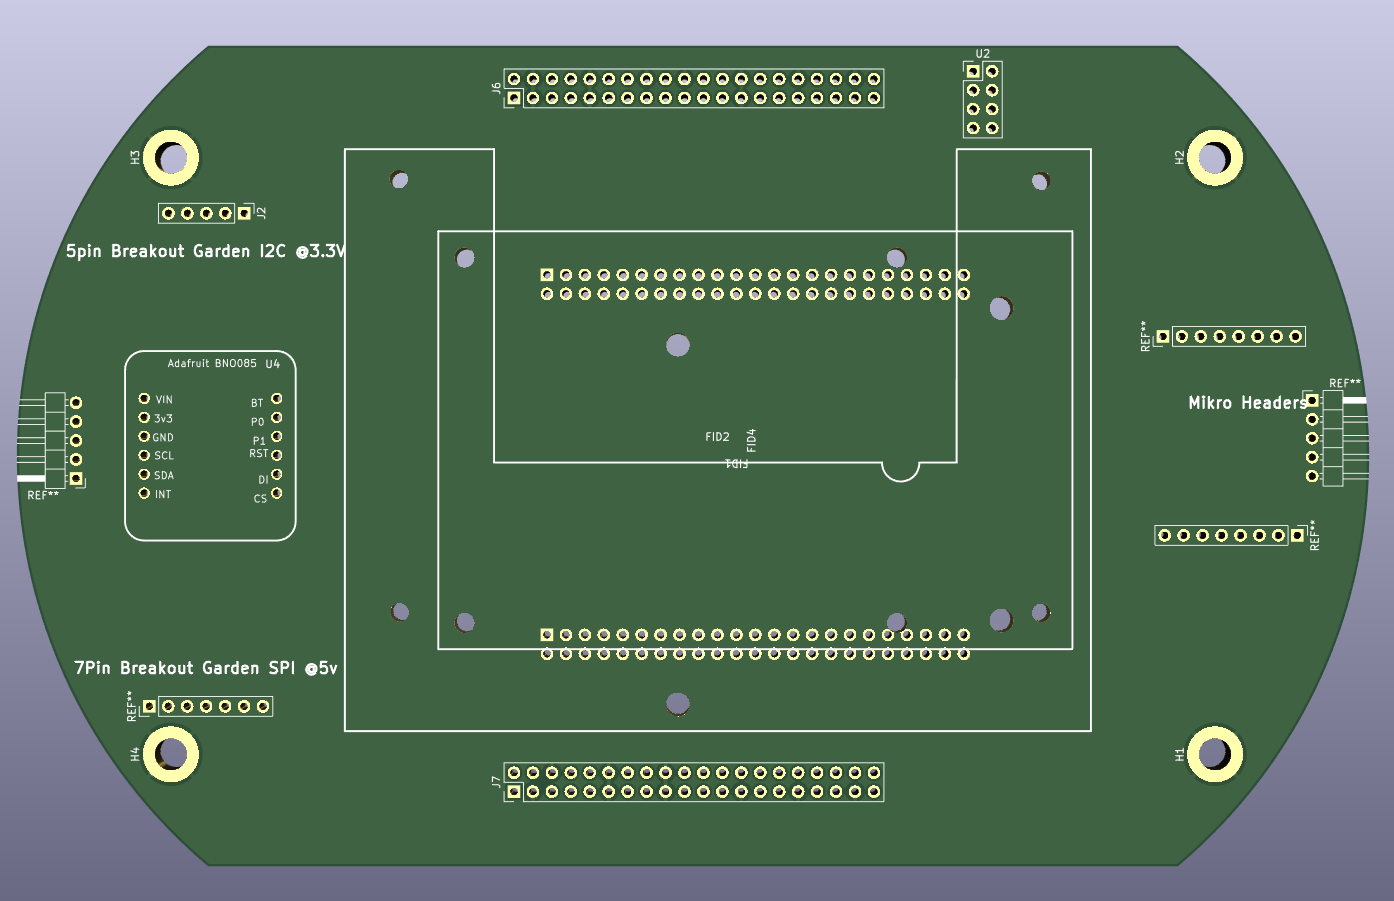 U2
J6
H3
H2
J2
5pin Breakout Garden I2C @3.3V
REF**
Adafruit BNO085 U4
REF**
VIN
BT
Mikro Headers
3v3
P0
GND
P1
FID2
FID4
SCL
RST
FID1
SDA
DI
INT
CS
REF**
REF**
7Pin Breakout Garden SPI @5v
REF**
H4
H1
J7